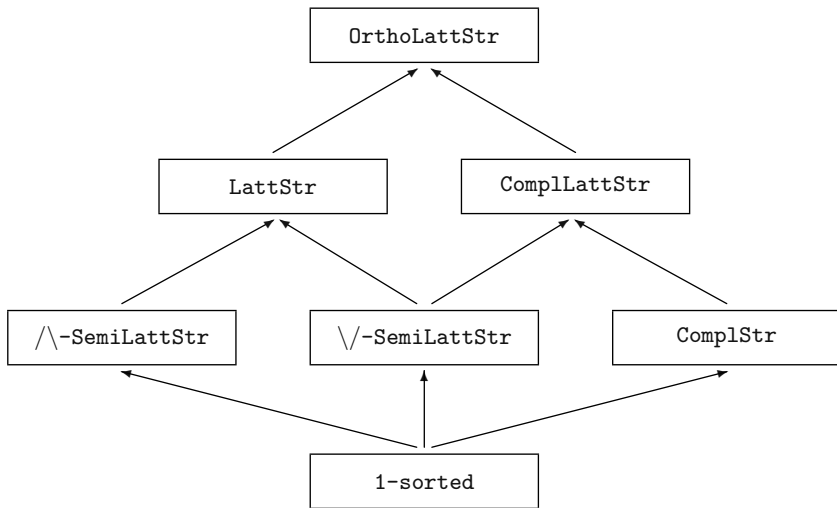 OrthoLattStr
LattStr
ComplLattStr
/\-SemiLattStr
\/-SemiLattStr
ComplStr
1-sorted